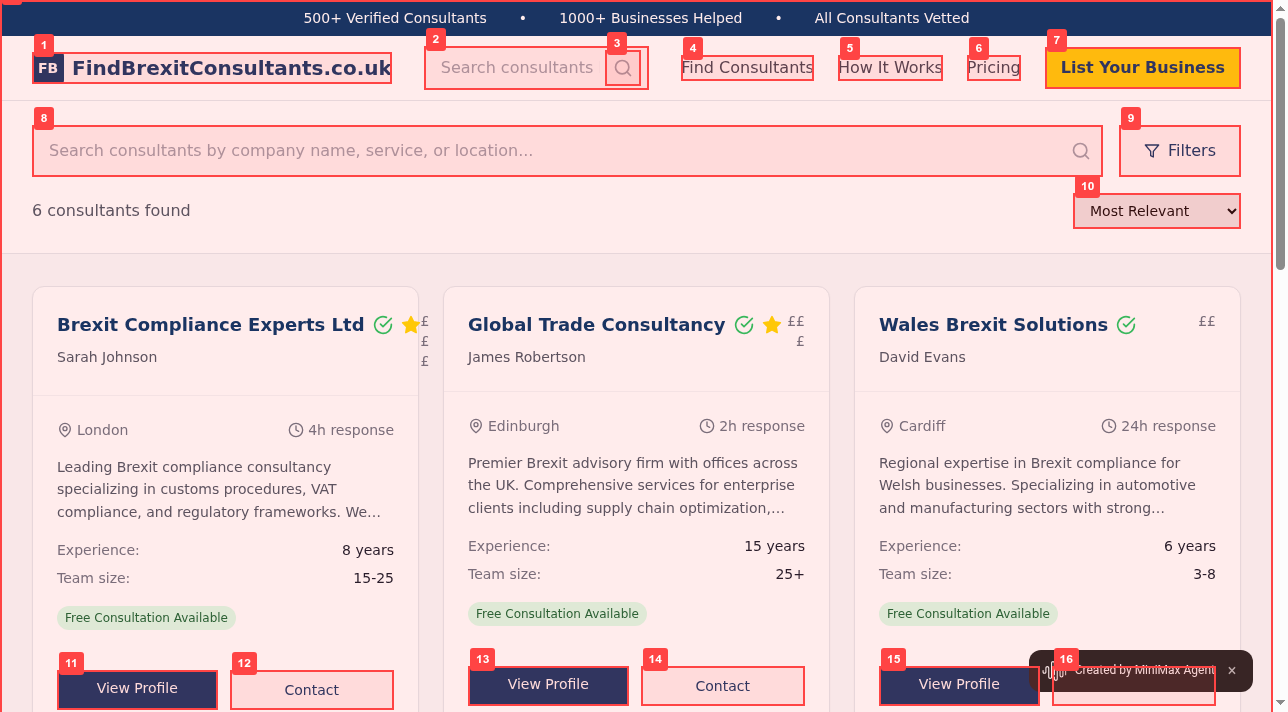 500+ Verified Consultants • 1000+ Businesses Helped • All Consultants Vetted
1 2 3 4 5 6 7
FB FindBrexitConsultants.co.uk Search consultants Find Consultants How It Works Pricing List Your Business
8 9
Search consultants by company name, service, or location... Filters
10
6 consultants found Most Relevant
Brexit Compliance Experts Ltd £££
Sarah Johnson
London 4h response
Leading Brexit compliance consultancy
specializing in customs procedures, VAT
compliance, and regulatory frameworks. We...
Experience: 8 years
Team size: 15-25
Free Consultation Available
11 12
View Profile Contact
Global Trade Consultancy £££
James Robertson
Edinburgh 2h response
Premier Brexit advisory firm with offices across
the UK. Comprehensive services for enterprise
clients including supply chain optimization,...
Experience: 15 years
Team size: 25+
Free Consultation Available
13 14
View Profile Contact
Wales Brexit Solutions ££
David Evans
Cardiff 24h response
Regional expertise in Brexit compliance for
Welsh businesses. Specializing in automotive
and manufacturing sectors with strong...
Experience: 6 years
Team size: 3-8
Free Consultation Available
15 16
View Profile
Created by MiniMax Agent ×